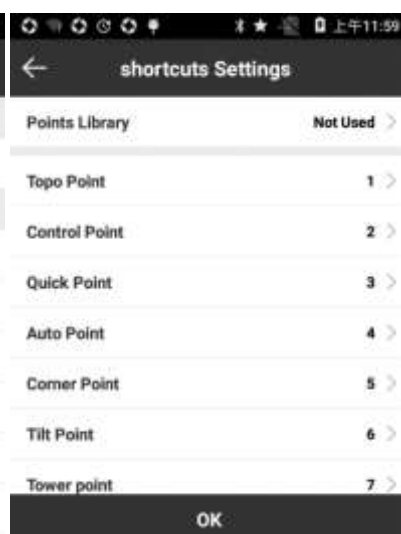 上午11:59
shortcuts Settings
Points Library Not Used
Topo Point 1
Control Point 2
Quick Point 3
Auto Point 4
Corner Point 5
Tilt Point 6
Tower point 7
OK